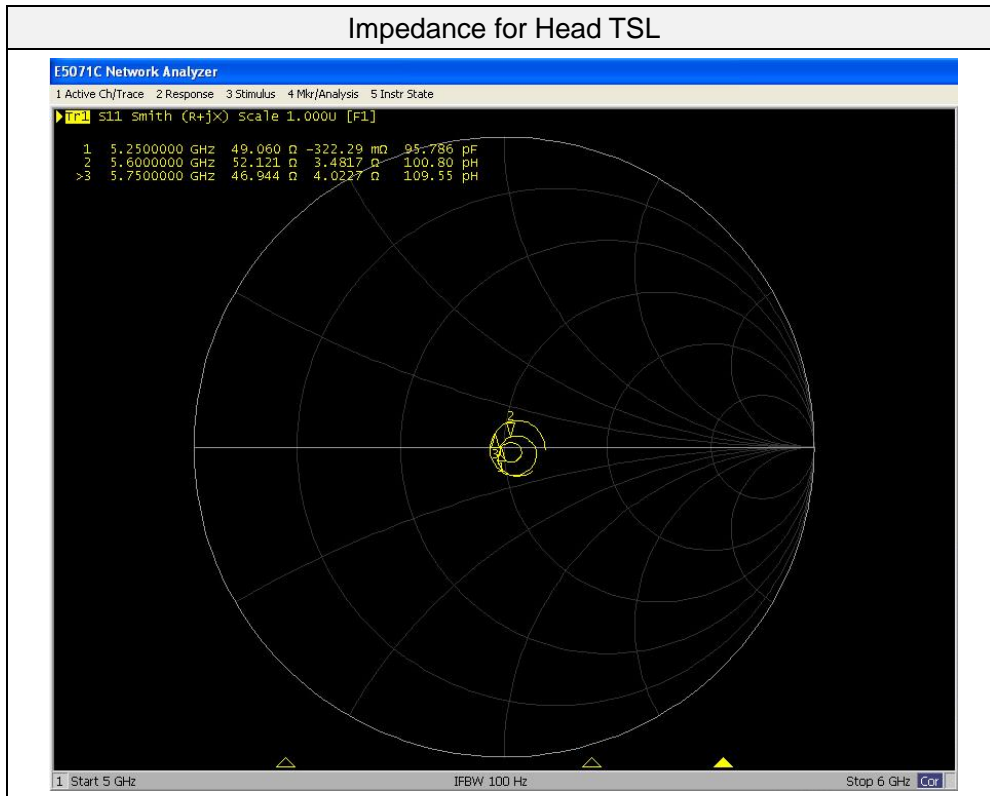 Impedance for Head TSL
E5071C Network Analyzer
1 Active Ch/Trace 2 Response 3 Stimulus 4 Mkr/Analysis 5 Instr State
Tr1 S11 Smith (R+jX) Scale 1.000U [F1]
1 5.2500000 GHz 49.060 Ω -322.29 mΩ 95.786 pF
2 5.6000000 GHz 52.121 Ω 3.4817 Ω 100.80 pH
>3 5.7500000 GHz 46.944 Ω 4.0227 Ω 109.55 pH
2
3
1 Start 5 GHz IFBW 100 Hz Stop 6 GHz Cor